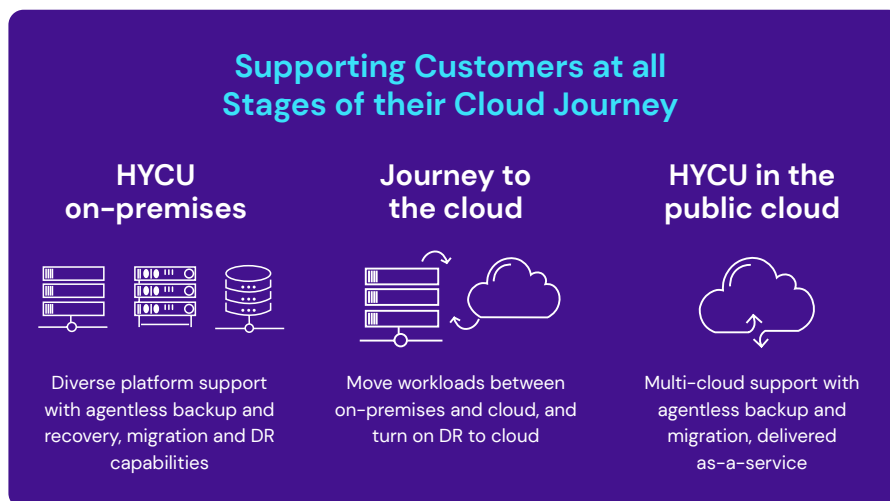 Supporting Customers at all
Stages of their Cloud Journey
HYCU
on-premises
Diverse platform support
with agentless backup and
recovery, migration and DR
capabilities
Journey to
the cloud
Move workloads between
on-premises and cloud, and
turn on DR to cloud
HYCU in the
public cloud
Multi-cloud support with
agentless backup and
migration, delivered
as-a-service